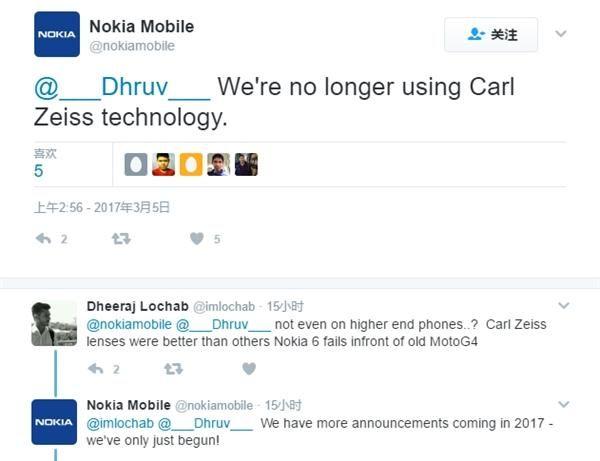 NOKIA
Nokia Mobile
@nokiamobile
关注
@___Dhruv___ We're no longer using Carl
Zeiss technology.
喜欢
5
上午2:56 - 2017年3月5日
2
5
Dheeraj Lochab @imlochab · 15小时
@nokiamobile @___Dhruv___ not even on higher end phones..? Carl Zeiss
lenses were better than others Nokia 6 fails infront of old MotoG4
2
NOKIA
Nokia Mobile @nokiamobile · 15小时
@imlochab @___Dhruv___ We have more announcements coming in 2017 -
we've only just begun!